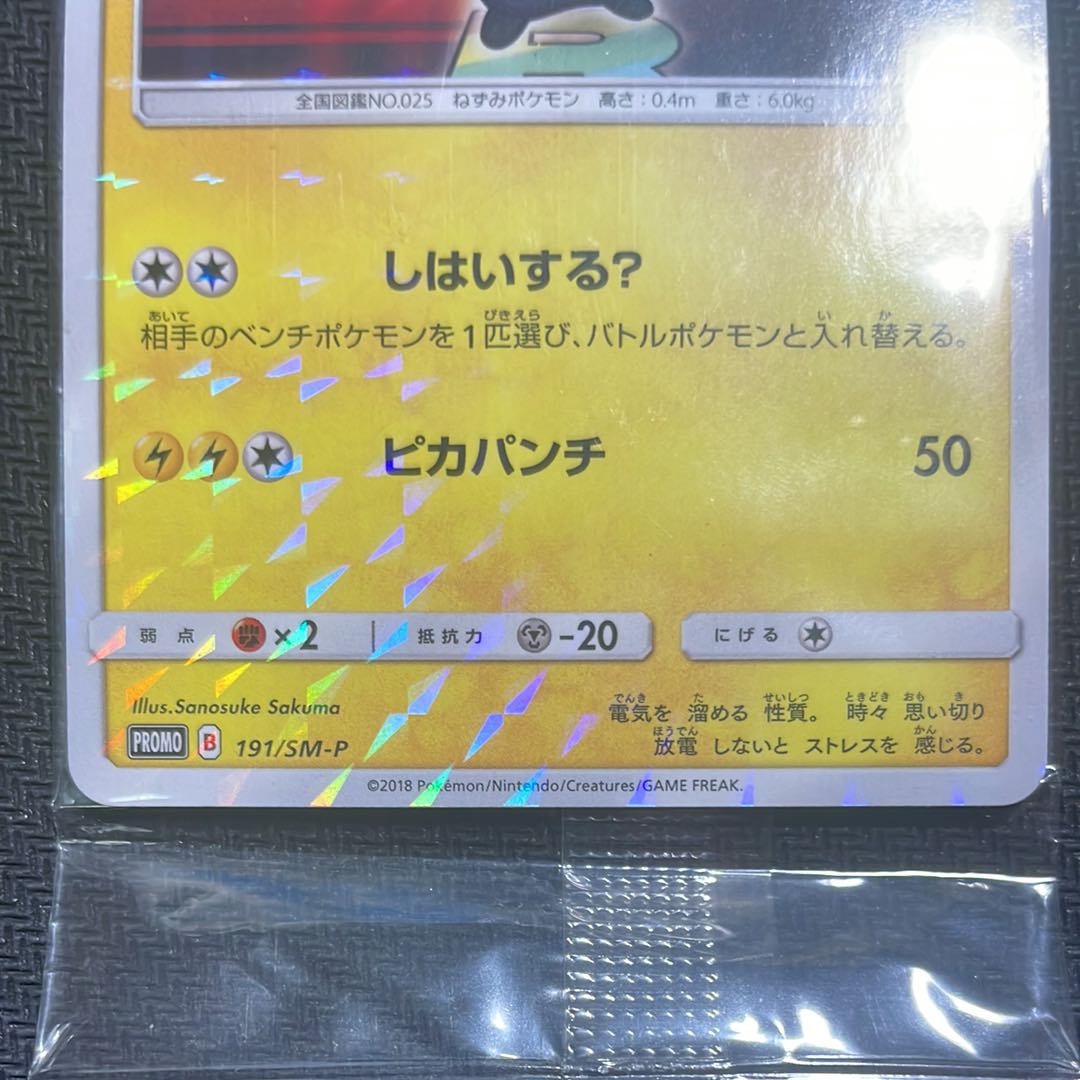 全国図鑑NO.025 ねずみポケモン 高さ：0.4m 重さ：6.0kg
しはいする?
相手のベンチポケモンを1匹選び、バトルポケモンと入れ替える。
ピカパンチ 50
弱点 ×2 抵抗力 -20 にげる
Illus.Sanosuke Sakuma
電気を 溜める 性質。 時々 思い切り
放電 しないと ストレスを 感じる。
PROMO B 191/SM-P
©2018 Pokémon/Nintendo/Creatures/GAME FREAK.